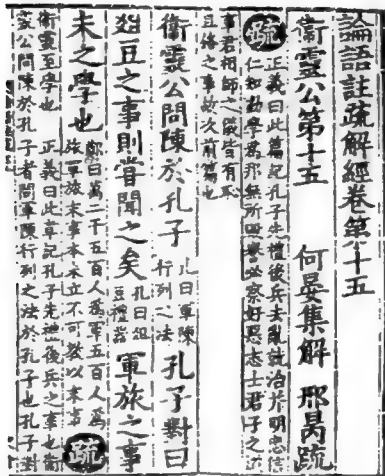 論語註疏解經卷第十五
衛靈公第十五 何晏集解 邢昺疏
疏 正義曰此篇記孔子先禮後兵去亂就治并明忠信
仁知勸學為邦無所毀譽必察好惡志士君子之道
事君相師之儀皆有恥
且格之事故次前篇也
衛靈公問陳於孔子 孔曰軍陳行列之法 孔子對曰
俎豆之事則嘗聞之矣 孔曰俎豆禮器 軍旅之事
未之學也 鄭曰萬二千五百人為軍五百人為旅軍旅末事本未立不可教以末事 疏
衛靈至學也 正義曰此章記孔子先禮後兵之事也衛
靈公問陳於孔子者問軍陳行列之法於孔子也孔子對